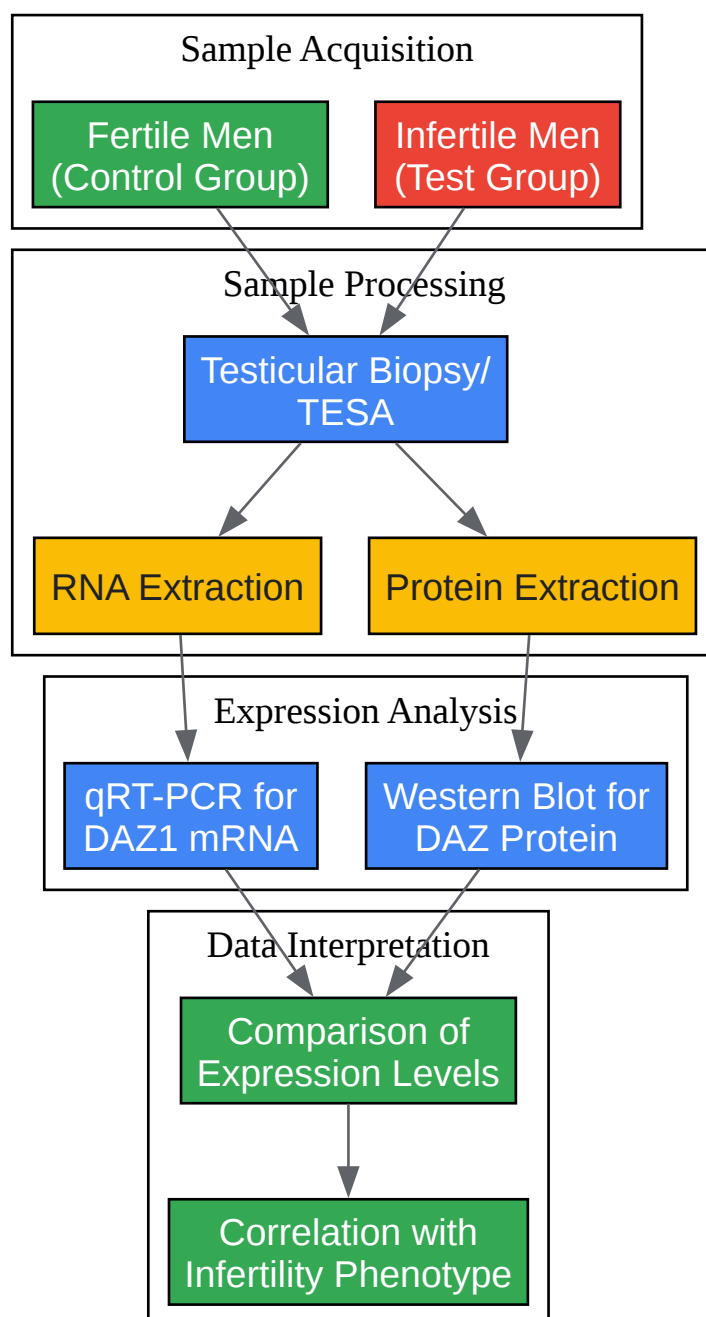 Sample Acquisition
Fertile Men
(Control Group)
Infertile Men
(Test Group)
Sample Processing
Testicular Biopsy/
TESA
RNA Extraction
Protein Extraction
Expression Analysis
qRT-PCR for
DAZ1 mRNA
Western Blot for
DAZ Protein
Data Interpretation
Comparison of
Expression Levels
Correlation with
Infertility Phenotype